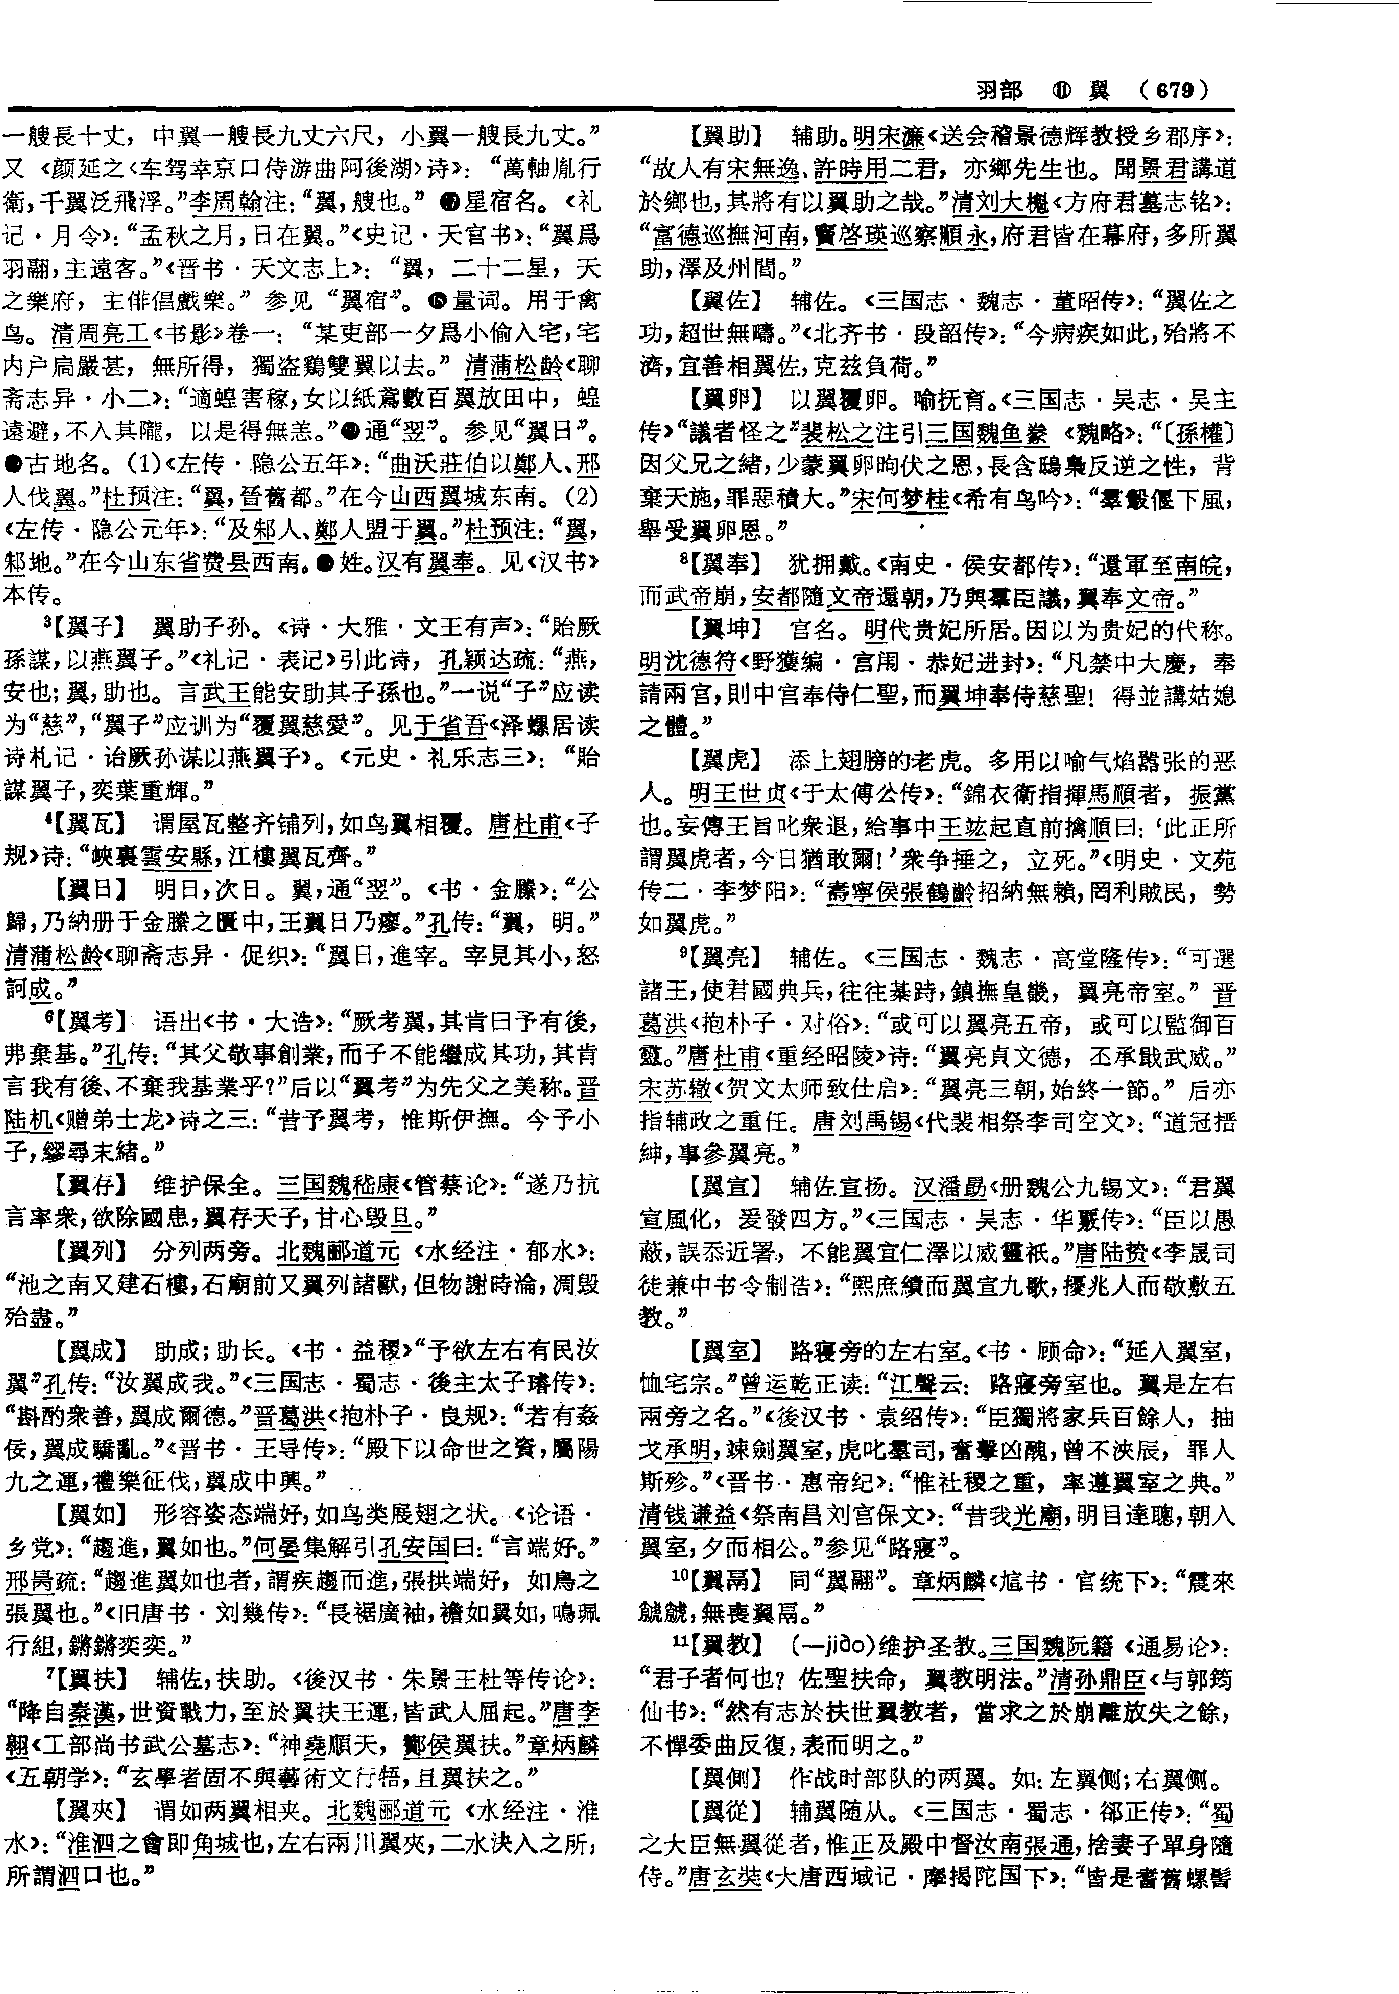 羽部 ⑪ 翼 （679）
一艘長十丈，中翼一艘長九丈六尺，小翼一艘長九丈。”
又《颜延之〈车驾幸京口侍游曲阿後湖〉诗》：“萬軸胤行
衛，千翼泛飛浮。”李周翰注：“翼，艘也。”⑰星宿名。《礼
记·月令》：“孟秋之月，日在翼。”《史记·天官书》：“翼爲
羽翮，主遠客。”《晋书·天文志上》：“翼，二十二星，天
之樂府，主俳倡戲樂。”参见“翼宿”。⑱量词。用于禽
鸟。清周亮工《书影》卷一：“某吏部一夕爲小偷入宅，宅
内户扃嚴甚，無所得，獨盗鷄雙翼以去。”清蒲松龄《聊
斋志异·小二》：“適蝗害稼，女以紙鳶數百翼放田中，蝗
遠避，不入其隴，以是得無恙。”⑲通“翌”。参见“翼日”。
●古地名。（1）《左传·隐公五年》：“曲沃莊伯以鄭人、邢
人伐翼。”杜预注：“翼，晉舊都。”在今山西翼城东南。（2）
《左传·隐公元年》：“及邾人、鄭人盟于翼。”杜预注：“翼，
邾地。”在今山东省费县西南。●姓。汉有翼奉。见《汉书》
本传。
³【翼子】 翼助子孙。《诗·大雅·文王有声》：“貽厥
孫謀，以燕翼子。”《礼记·表记》引此诗，孔颖达疏：“燕，
安也；翼，助也。言武王能安助其子孫也。”一说“子”应读
为“慈”，“翼子”应训为“覆翼慈愛”。见于省吾《泽螺居读
诗札记·诒厥孙谋以燕翼子》。《元史·礼乐志三》：“貽
謀翼子，奕葉重輝。”
⁴【翼瓦】 谓屋瓦整齐铺列，如鸟翼相覆。唐杜甫《子
规》诗：“峽裏雲安縣，江樓翼瓦齊。”
【翼日】 明日，次日。翼，通“翌”。《书·金縢》：“公
歸，乃納册于金縢之匱中，王翼日乃瘳。”孔传：“翼，明。”
清蒲松龄《聊斋志异·促织》：“翼日，進宰。宰見其小，怒
訶成。”
⁶【翼考】 语出《书·大诰》：“厥考翼，其肯曰予有後，
弗棄基。”孔传：“其父敬事創業，而子不能繼成其功，其肯
言我有後、不棄我基業乎？”后以“翼考”为先父之美称。晋
陆机《赠弟士龙》诗之三：“昔予翼考，惟斯伊撫。今予小
子，繆尋末緒。”
【翼存】 维护保全。三国魏嵇康《管蔡论》：“遂乃抗
言率衆，欲除國患，翼存天子，甘心毁旦。”
【翼列】 分列两旁。北魏郦道元《水经注·郁水》：
“池之南又建石樓，石廟前又翼列諸獸，但物謝時淪，凋毁
殆盡。”
【翼成】 助成；助长。《书·益稷》“予欲左右有民汝
翼”孔传：“汝翼成我。”《三国志·蜀志·後主太子璿传》：
“斟酌衆善，翼成爾德。”晋葛洪《抱朴子·良规》：“若有姦
佞，翼成驕亂。”《晋书·王导传》：“殿下以命世之資，屬陽
九之運，禮樂征伐，翼成中興。”
【翼如】 形容姿态端好，如鸟类展翅之状。《论语·
乡党》：“趨進，翼如也。”何晏集解引孔安国曰：“言端好。”
邢昺疏：“趨進翼如也者，謂疾趨而進，張拱端好，如鳥之
張翼也。”《旧唐书·刘幾传》：“長裾廣袖，襜如翼如，鳴珮
行組，鏘鏘奕奕。”
⁷【翼扶】 辅佐，扶助。《後汉书·朱景王杜等传论》：
“降自秦漢，世資戰力，至於翼扶王運，皆武人屈起。”唐李
翱《工部尚书武公墓志》：“神堯順天，酇侯翼扶。”章炳麟
《五朝学》：“玄學者固不與藝術文行牾，且翼扶之。”
【翼夾】 谓如两翼相夹。北魏郦道元《水经注·淮
水》：“淮泗之會即角城也，左右兩川翼夾，二水決入之所，
所謂泗口也。”
【翼助】 辅助。明宋濂《送会稽景德辉教授乡郡序》：
“故人有宋無逸、許時用二君，亦鄉先生也。聞景君講道
於鄉也，其將有以翼助之哉。”清刘大櫆《方府君墓志铭》：
“富德巡撫河南，竇啓瑛巡察順永，府君皆在幕府，多所翼
助，澤及州閭。”
【翼佐】 辅佐。《三国志·魏志·董昭传》：“翼佐之
功，超世無疇。”《北齐书·段韶传》：“今病疾如此，殆將不
濟，宜善相翼佐，克兹負荷。”
【翼卵】 以翼覆卵。喻抚育。《三国志·吴志·吴主
传》“議者怪之”裴松之注引三国魏鱼豢《魏略》：“〔孫權〕
因父兄之緒，少蒙翼卵昫伏之恩，長含鴟梟反逆之性，背
棄天施，罪惡積大。”宋何梦桂《希有鸟吟》：“羣鷇偃下風，
舉受翼卵恩。”
⁸【翼奉】 犹拥戴。《南史·侯安都传》：“還軍至南皖，
而武帝崩，安都隨文帝還朝，乃與羣臣議，翼奉文帝。”
【翼坤】 宫名。明代贵妃所居。因以为贵妃的代称。
明沈德符《野獲编·宫闱·恭妃进封》：“凡禁中大慶，奉
請兩宫，則中宫奉侍仁聖，而翼坤奉侍慈聖！得並講姑媳
之體。”
【翼虎】 添上翅膀的老虎。多用以喻气焰嚣张的恶
人。明王世贞《于太傅公传》：“錦衣衛指揮馬順者，振黨
也。妄傳王旨叱衆退，給事中王竑起直前擒順曰：‘此正所
謂翼虎者，今日猶敢爾！’衆争捶之，立死。”《明史·文苑
传二·李梦阳》：“壽寧侯張鶴齡招納無賴，罔利賊民，勢
如翼虎。”
⁹【翼亮】 辅佐。《三国志·魏志·高堂隆传》：“可選
諸王，使君國典兵，往往棊跱，鎮撫皇畿，翼亮帝室。”晋
葛洪《抱朴子·对俗》：“或可以翼亮五帝，或可以監御百
靈。”唐杜甫《重经昭陵》诗：“翼亮貞文德，丕承戢武威。”
宋苏辙《贺文太师致仕启》：“翼亮三朝，始終一節。”后亦
指辅政之重任。唐刘禹锡《代裴相祭李司空文》：“道冠搢
紳，事參翼亮。”
【翼宣】 辅佐宣扬。汉潘勗《册魏公九锡文》：“君翼
宣風化，爰發四方。”《三国志·吴志·华覈传》：“臣以愚
蔽，誤忝近署，不能翼宣仁澤以感靈祇。”唐陆贽《李晟司
徒兼中书令制诰》：“熙庶績而翼宣九歌，擾兆人而敬敷五
教。”
【翼室】 路寝旁的左右室。《书·顾命》：“延入翼室，
恤宅宗。”曾运乾正读：“江聲云：路寢旁室也。翼是左右
兩旁之名。”《後汉书·袁绍传》：“臣獨將家兵百餘人，抽
戈承明，竦劍翼室，虎叱羣司，奮擊凶醜，曾不浹辰，罪人
斯殄。”《晋书·惠帝纪》：“惟社稷之重，率遵翼室之典。”
清钱谦益《祭南昌刘宫保文》：“昔我光廟，明目達聰，朝入
翼室，夕而相公。”参见“路寢”。
¹⁰【翼鬲】 同“翼翮”。章炳麟《訄书·官统下》：“震來
虩虩，無喪翼鬲。”
¹¹【翼教】（一jiào）维护圣教。三国魏阮籍《通易论》：
“君子者何也？佐聖扶命，翼教明法。”清孙鼎臣《与郭筠
仙书》：“然有志於扶世翼教者，當求之於崩離放失之餘，
不憚委曲反復，表而明之。”
【翼側】 作战时部队的两翼。如：左翼側；右翼側。
【翼從】 辅翼随从。《三国志·蜀志·郤正传》：“蜀
之大臣無翼從者，惟正及殿中督汝南張通，捨妻子單身隨
侍。”唐玄奘《大唐西域记·摩揭陀国下》：“皆是耆舊螺髻